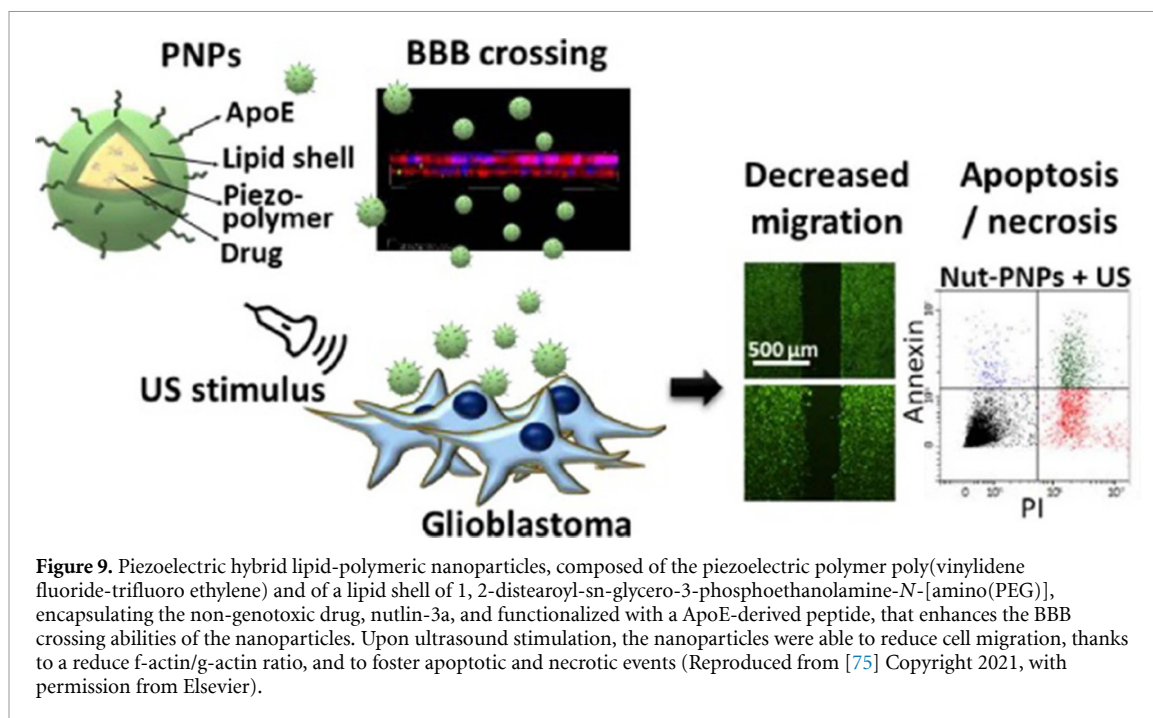 PNPs
BBB crossing
ApoE
Lipid shell
Piezo-
polymer
Drug
US stimulus
Glioblastoma
Decreased
migration
500 µm
Apoptosis
/ necrosis
Nut-PNPs + US
Annexin
0
PI
Figure 9. Piezoelectric hybrid lipid-polymeric nanoparticles, composed of the piezoelectric polymer poly(vinylidene
fluoride-trifluoro ethylene) and of a lipid shell of 1, 2-distearoyl-sn-glycero-3-phosphoethanolamine-N-[amino(PEG)],
encapsulating the non-genotoxic drug, nutlin-3a, and functionalized with a ApoE-derived peptide, that enhances the BBB
crossing abilities of the nanoparticles. Upon ultrasound stimulation, the nanoparticles were able to reduce cell migration, thanks
to a reduce f-actin/g-actin ratio, and to foster apoptotic and necrotic events (Reproduced from [75] Copyright 2021, with
permission from Elsevier).